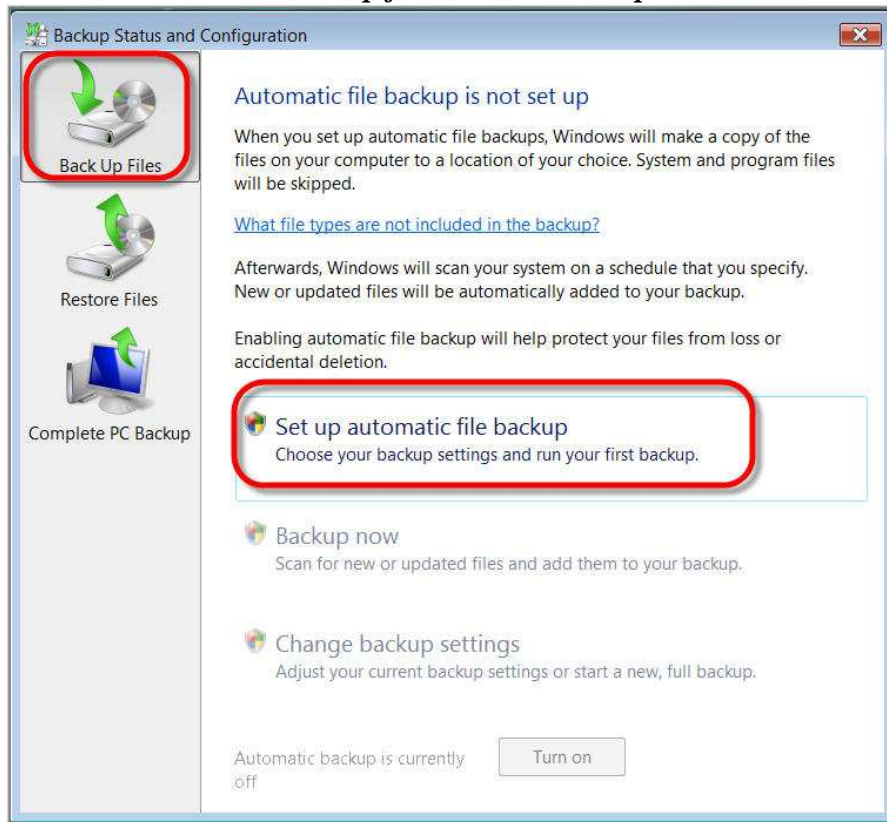 Backup Status and Configuration
Back Up Files
Restore Files
Complete PC Backup
Automatic file backup is not set up
When you set up automatic file backups, Windows will make a copy of the
files on your computer to a location of your choice. System and program files
will be skipped.
What file types are not included in the backup?
Afterwards, Windows will scan your system on a schedule that you specify.
New or updated files will be automatically added to your backup.
Enabling automatic file backup will help protect your files from loss or
accidental deletion.
Set up automatic file backup
Choose your backup settings and run your first backup.
Backup now
Scan for new or updated files and add them to your backup.
Change backup settings
Adjust your current backup settings or start a new, full backup.
Automatic backup is currently
off
Turn on